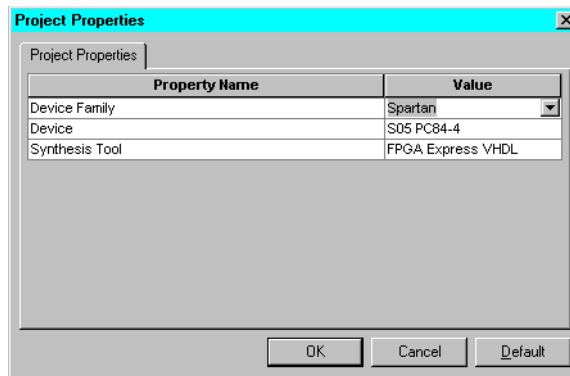 Project Properties
Project Properties
Property Name Value
Device Family Spartan
Device S05 PC84-4
Synthesis Tool FPGA Express VHDL
OK Cancel Default